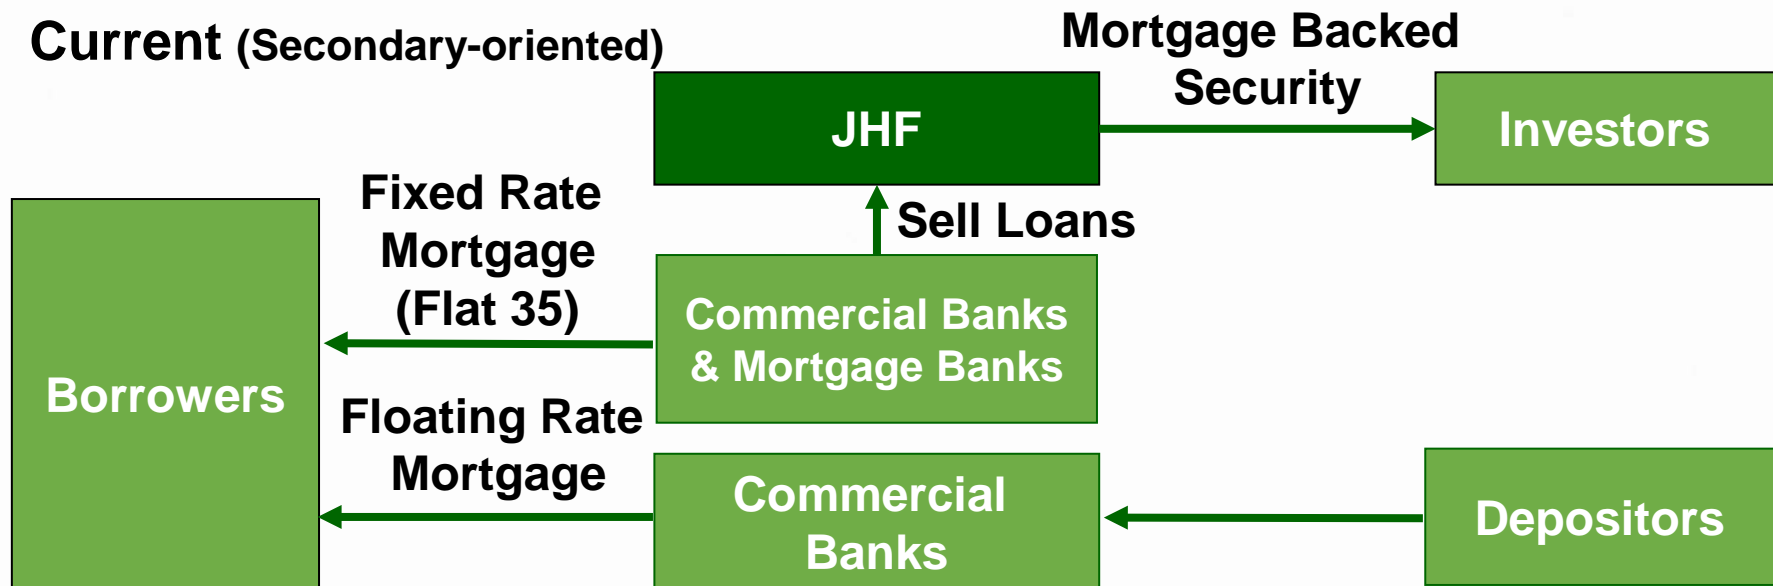 Current (Secondary-oriented)
Mortgage Backed
Security
JHF
Investors
Fixed Rate
Mortgage
(Flat 35)
Sell Loans
Commercial Banks
& Mortgage Banks
Borrowers
Floating Rate
Mortgage
Commercial
Banks
Depositors